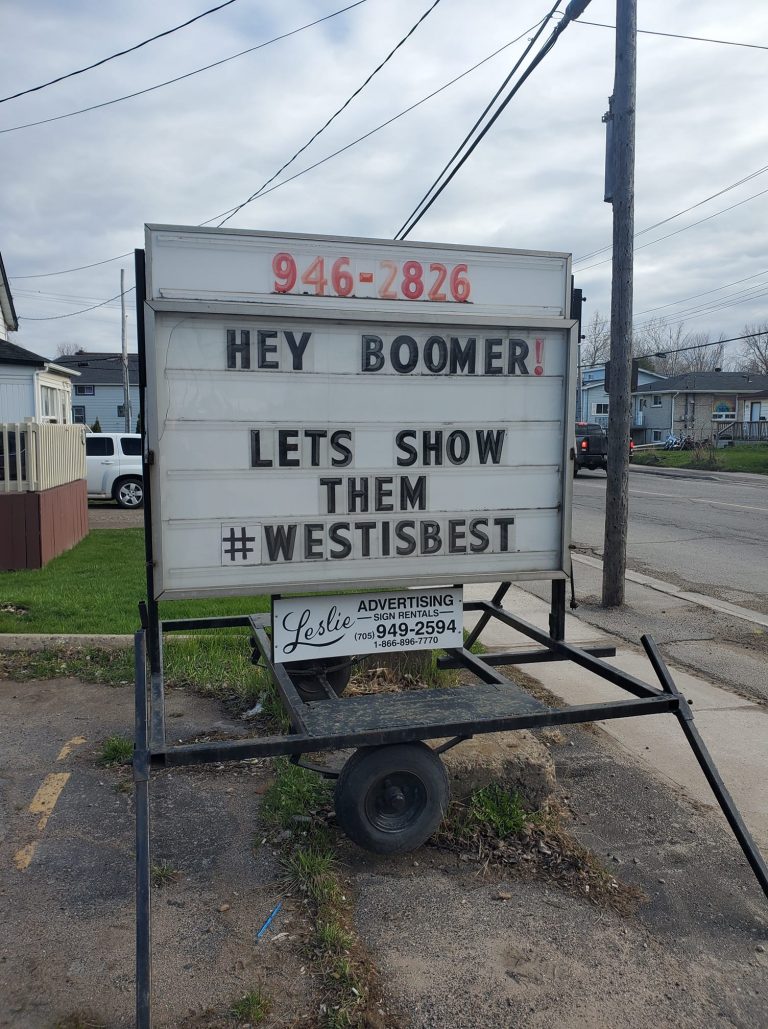 946-2826
HEY BOOMER!
LETS SHOW
THEM
#WESTISBEST
Leslie ADVERTISING
SIGN RENTALS
(705) 949-2594
1-866-896-7770